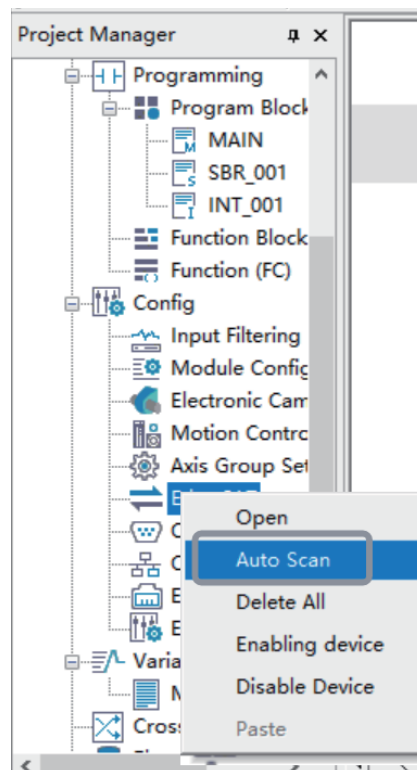 Project Manager
Programming
Program Block
MAIN
SBR_001
INT_001
Function Block
Function (FC)
Config
Input Filtering
Module Config
Electronic Cam
Motion Contro
Axis Group Set
Open
Auto Scan
Delete All
Enabling device
Disable Device
Paste
Varia
Cross